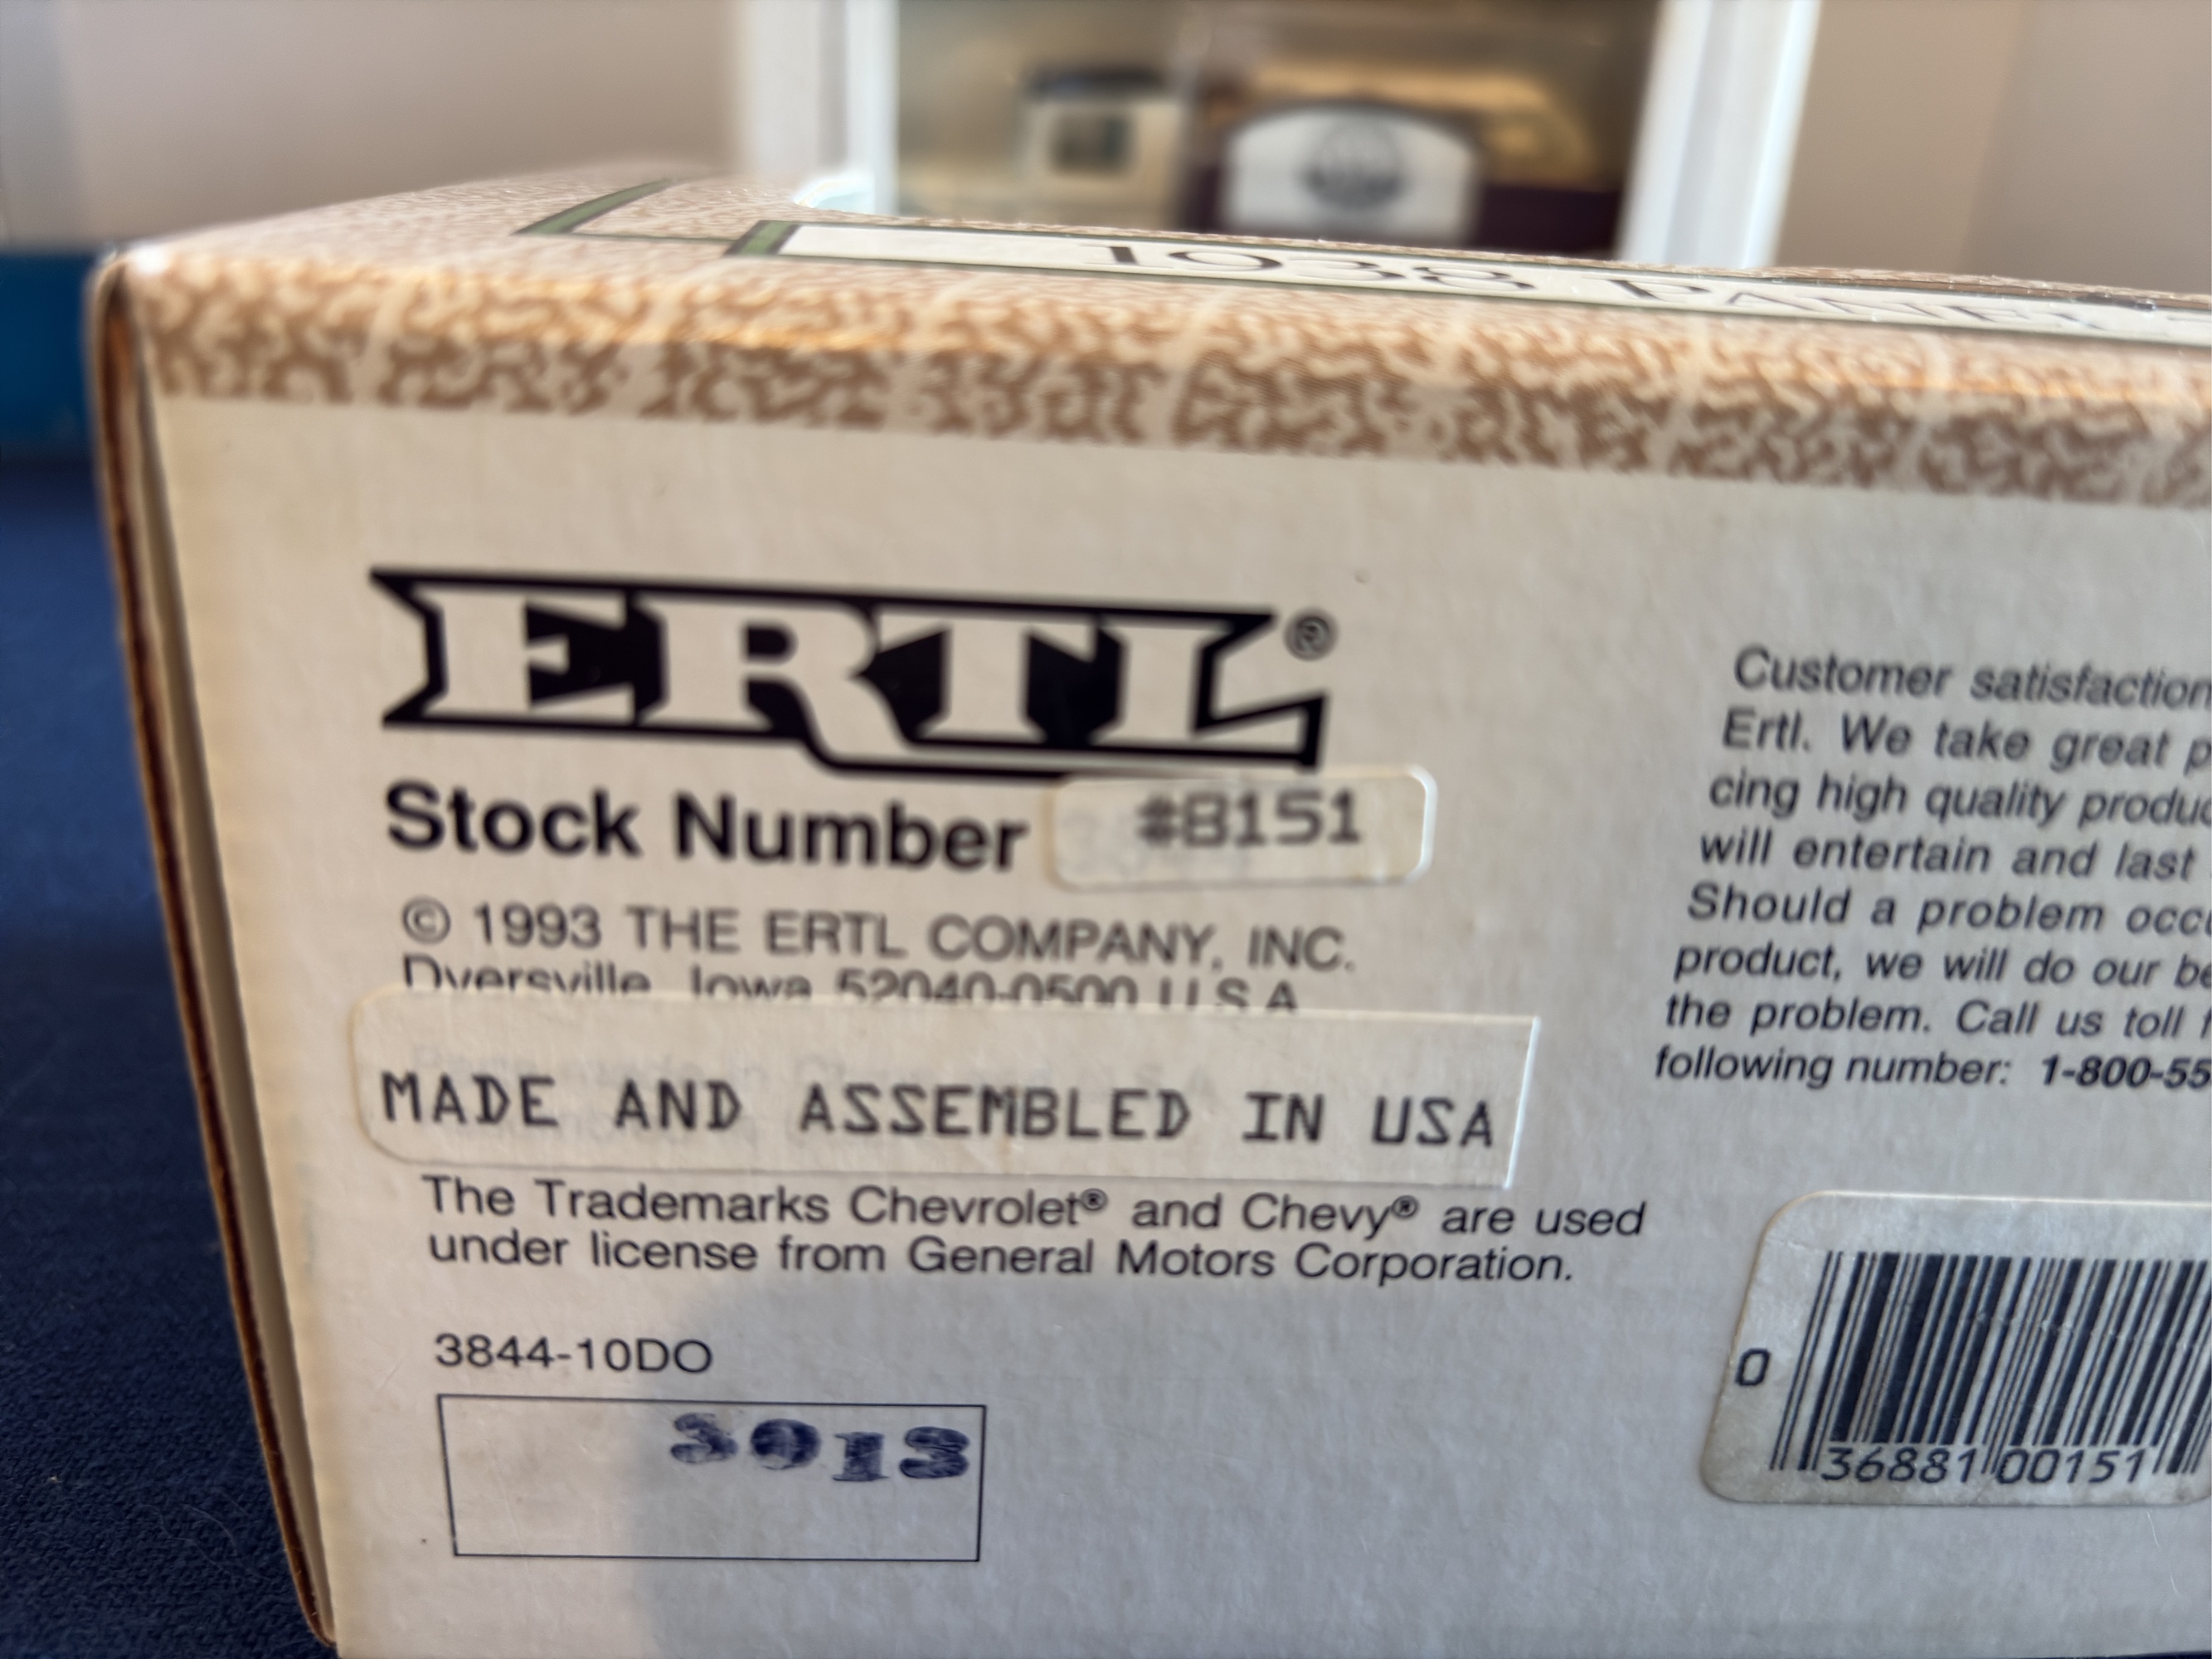 1938 PANEL
ERTL®
Stock Number #B151
© 1993 THE ERTL COMPANY, INC.
Dyersville, Iowa 52040-0500 U.S.A.
MADE AND ASSEMBLED IN USA
The Trademarks Chevrolet® and Chevy® are used
under license from General Motors Corporation.
3844-10DO
3013
Customer satisfaction
Ertl. We take great p
cing high quality produc
will entertain and last
Should a problem occu
product, we will do our be
the problem. Call us toll f
following number: 1-800-55
0 36881 00151